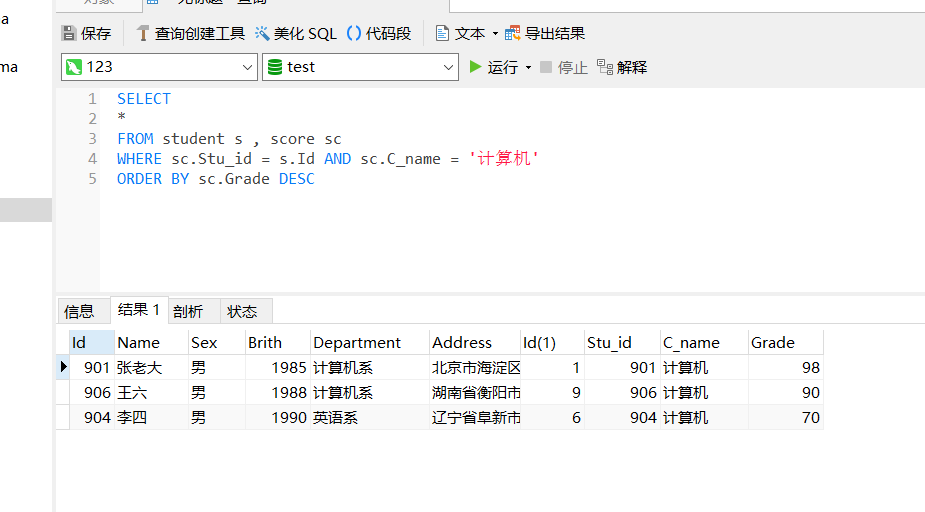 保存 查询创建工具 美化 SQL () 代码段 文本 导出结果
ma
123 test 运行 停止 解释
1 SELECT
2 *
3 FROM student s , score sc
4 WHERE sc.Stu_id = s.Id AND sc.C_name = '计算机'
5 ORDER BY sc.Grade DESC
信息 结果 1 剖析 状态
Id Name Sex Brith Department Address Id(1) Stu_id C_name Grade
901 张老大 男 1985 计算机系 北京市海淀区 1 901 计算机 98
906 王六 男 1988 计算机系 湖南省衡阳市 9 906 计算机 90
904 李四 男 1990 英语系 辽宁省阜新市 6 904 计算机 70